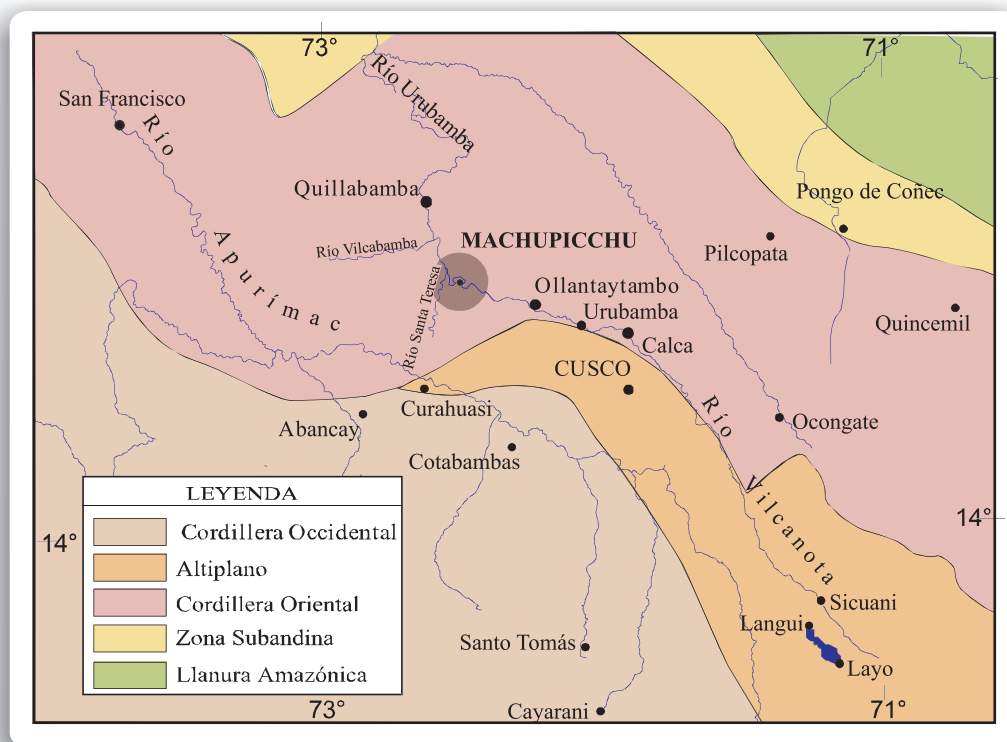 73°
71°
San Francisco
Río Urubamba
Río Apurímac
Quillabamba
Pongo de Coñec
Río Vilcabamba
MACHUPICCHU
Pilcopata
Río Santa Teresa
Ollantaytambo
Urubamba
Quincemil
Calca
CUSCO
Curahuasi
Abancay
Río Vilcanota
Ocongate
Cotabambas
LEYENDA
Cordillera Occidental
Altiplano
Cordillera Oriental
Zona Subandina
Llanura Amazónica
14°
14°
Sicuani
Langui
Santo Tomás
Layo
Cayarani
73°
71°